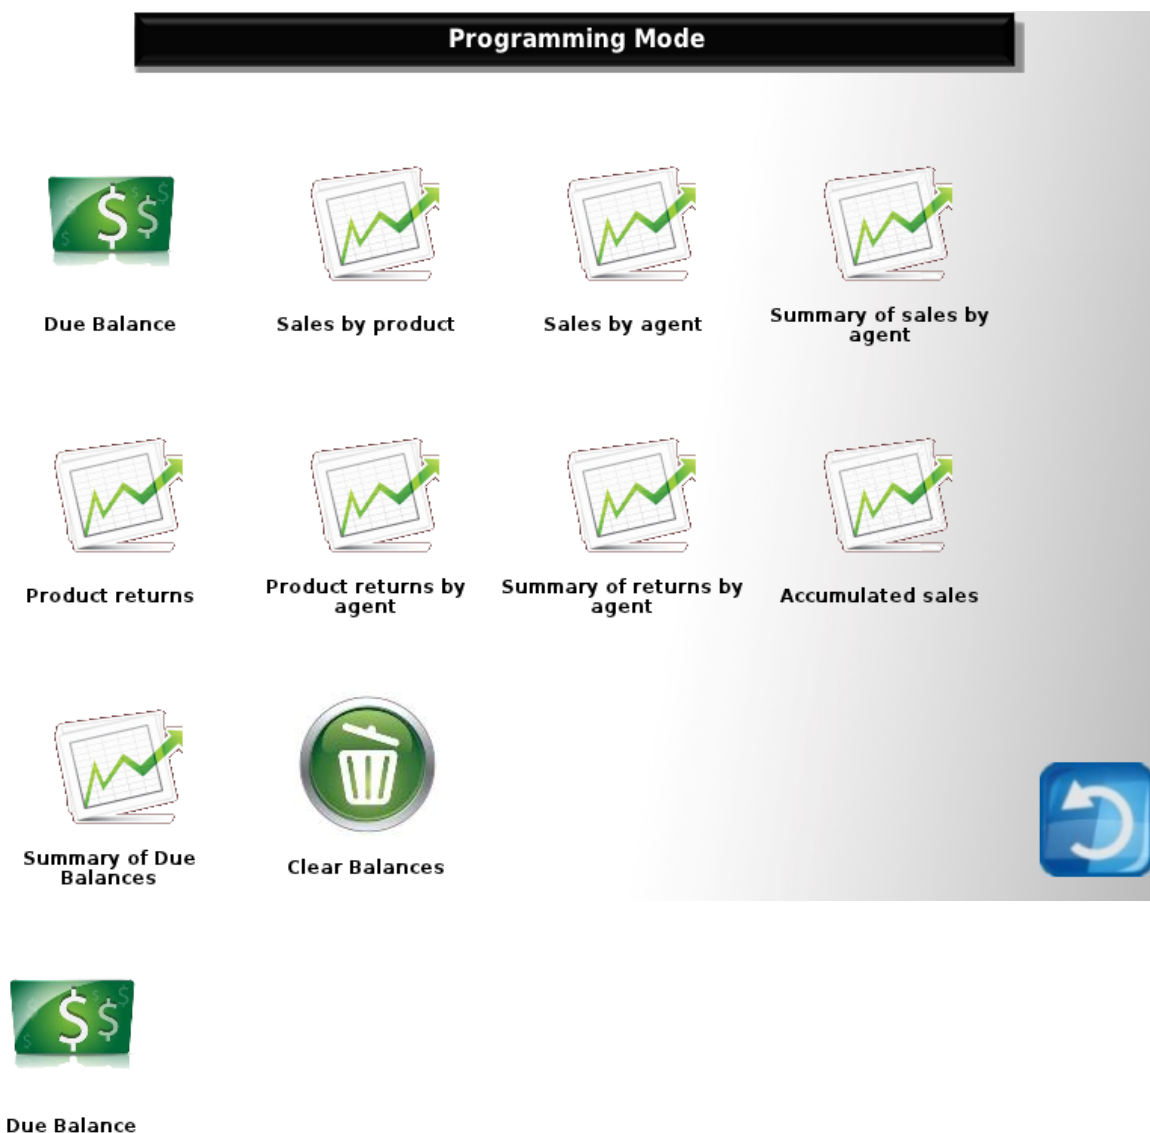 Programming Mode
Due Balance
Sales by product
Sales by agent
Summary of sales by
agent
Product returns
Product returns by
agent
Summary of returns by
agent
Accumulated sales
Summary of Due
Balances
Clear Balances
Due Balance